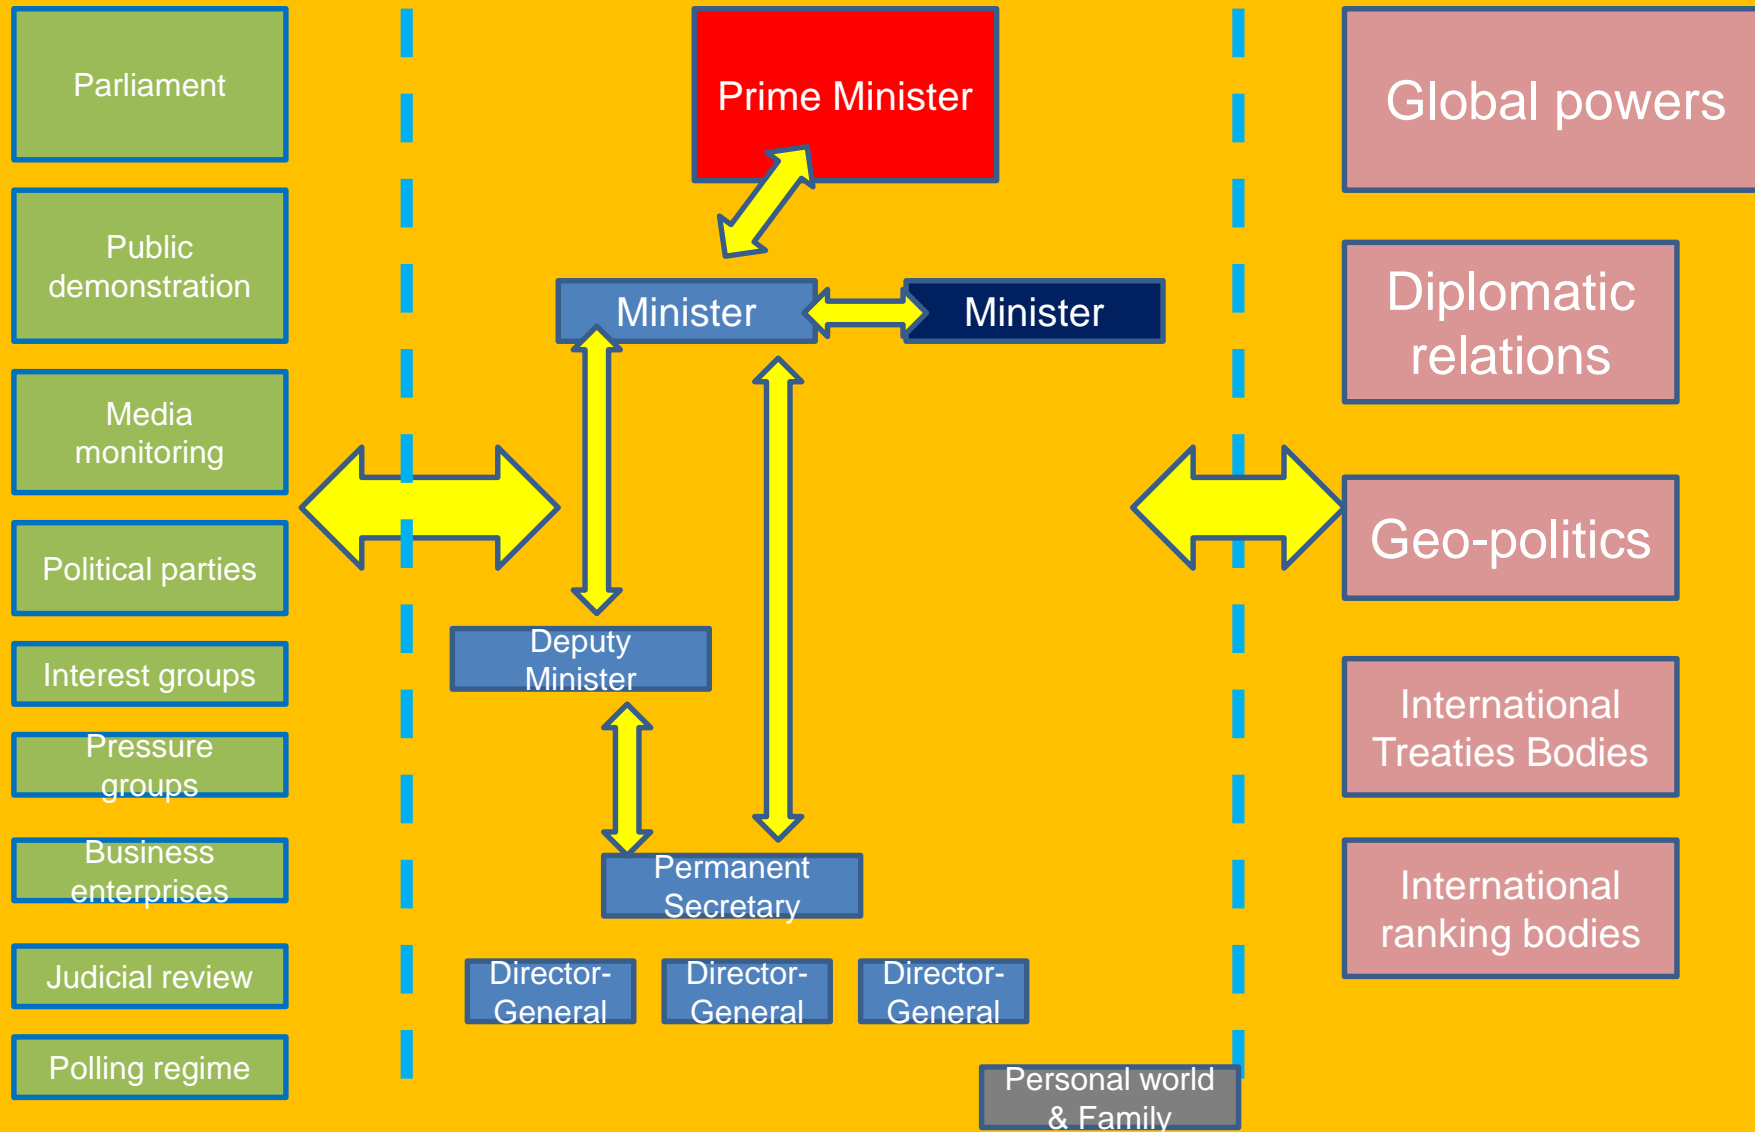 Parliament
Public
demonstration
Media
monitoring
Political parties
Interest groups
Pressure
groups
Business
enterprises
Judicial review
Polling regime
Prime Minister
Minister
Minister
Deputy
Minister
Permanent
Secretary
Director-
General
Director-
General
Director-
General
Personal world
& Family
Global powers
Diplomatic
relations
Geo-politics
International
Treaties Bodies
International
ranking bodies